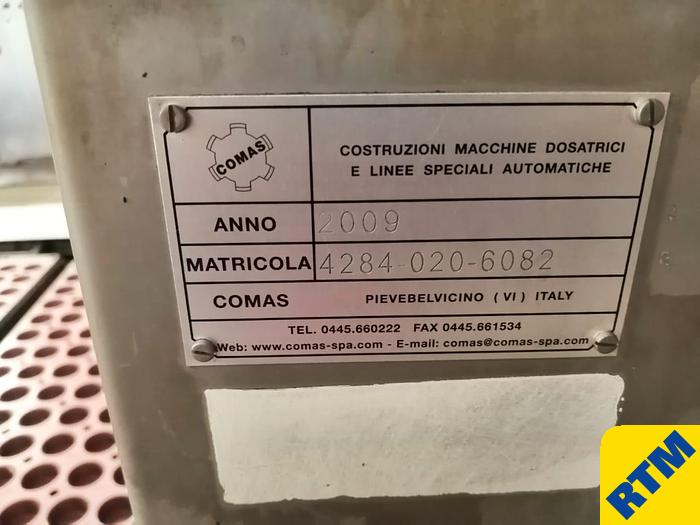 COMAS
COSTRUZIONI MACCHINE DOSATRICI
E LINEE SPECIALI AUTOMATICHE
ANNO 2009
MATRICOLA 4284-020-6082
COMAS PIEVEBELVICINO (VI) ITALY
TEL. 0445.660222 FAX 0445.661534
Web: www.comas-spa.com - E-mail: comas@comas-spa.com
RTM